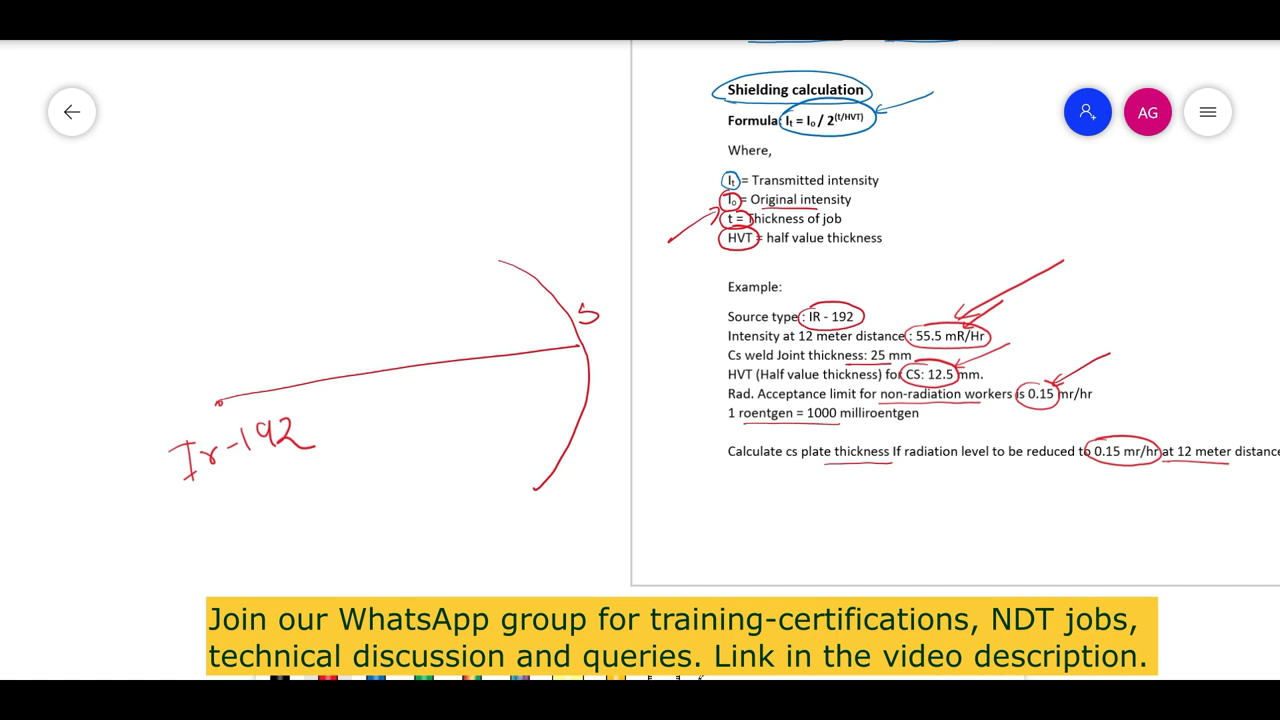 Shielding calculation
AG
Formula: It = Io / 2(t/HVT)
Where,
It = Transmitted intensity
Io = Original intensity
t = Thickness of job
HVT = half value thickness
Example:
Source type : IR - 192
Intensity at 12 meter distance : 55.5 mR/Hr
Cs weld Joint thickness: 25 mm
HVT (Half value thickness) for CS: 12.5 mm.
Rad. Acceptance limit for non-radiation workers is 0.15 mr/hr
1 roentgen = 1000 milliroentgen
Calculate cs plate thickness If radiation level to be reduced to 0.15 mr/hr at 12 meter distance
Ir-192
Join our WhatsApp group for training-certifications, NDT jobs,
technical discussion and queries. Link in the video description.